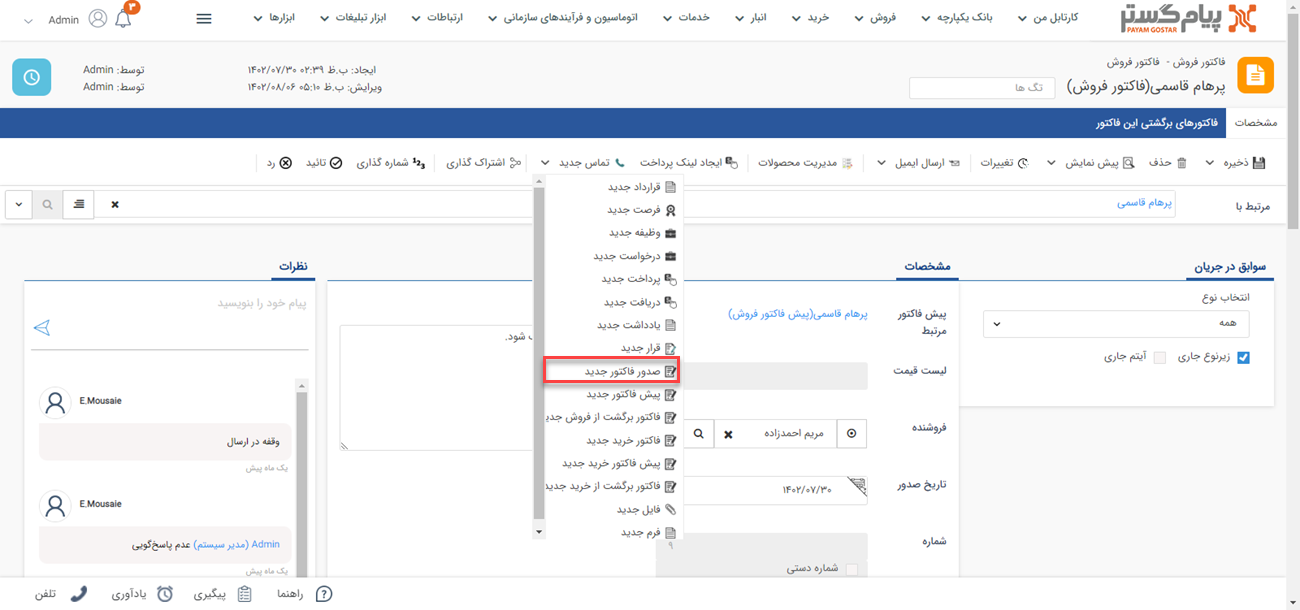 پیام گستر
PAYAM GOSTAR
کارتابل من
بانک یکپارچه
فروش
خرید
انبار
خدمات
اتوماسیون و فرآیندهای سازمانی
ارتباطات
ابزار تبلیغات
ابزارها
۳
Admin
فاکتور فروش - فاکتور فروش
پرهام قاسمی(فاکتور فروش)
تگ ها
ایجاد: ب.ظ ۰۲:۳۹ ۱۴۰۲/۰۷/۳۰
توسط: Admin
ویرایش: ب.ظ ۰۵:۱۰ ۱۴۰۲/۰۸/۰۶
توسط: Admin
مشخصات
فاکتورهای برگشتی این فاکتور
ذخیره
حذف
پیش نمایش
تغییرات
ارسال ایمیل
مدیریت محصولات
ایجاد لینک پرداخت
تماس جدید
اشتراک گذاری
شماره گذاری
تائید
رد
مرتبط با
پرهام قاسمی
قرارداد جدید
فرصت جدید
وظیفه جدید
درخواست جدید
پرداخت جدید
دریافت جدید
یادداشت جدید
قرار جدید
صدور فاکتور جدید
پیش فاکتور جدید
فاکتور برگشت از فروش جدید
فاکتور خرید جدید
پیش فاکتور خرید جدید
فاکتور برگشت از خرید جدید
فایل جدید
فرم جدید
سوابق در جریان
انتخاب نوع
همه
زیرنوع جاری
آیتم جاری
مشخصات
پیش فاکتور
مرتبط
پرهام قاسمی(پیش فاکتور فروش)
لیست قیمت
فروشنده
مریم احمدزاده
تاریخ صدور
۱۴۰۲/۰۷/۳۰
شماره
۹
شماره دستی
شود.
نظرات
پیام خود را بنویسید
E.Mousaie
وقفه در ارسال
یک ماه پیش
E.Mousaie
Admin (مدیر سیستم) عدم پاسخ‌گویی
یک ماه پیش
راهنما
پیگیری
یادآوری
تلفن